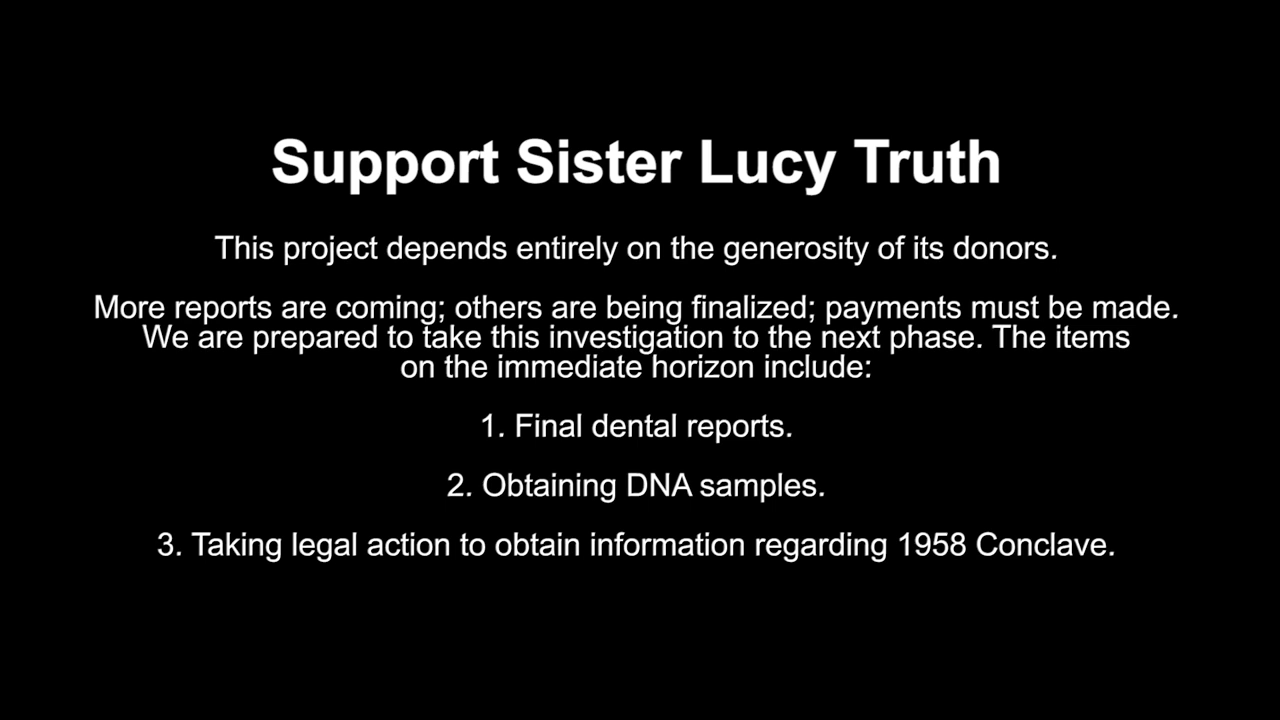 Support Sister Lucy Truth
This project depends entirely on the generosity of its donors.
More reports are coming; others are being finalized; payments must be made.
We are prepared to take this investigation to the next phase. The items
on the immediate horizon include:
1. Final dental reports.
2. Obtaining DNA samples.
3. Taking legal action to obtain information regarding 1958 Conclave.